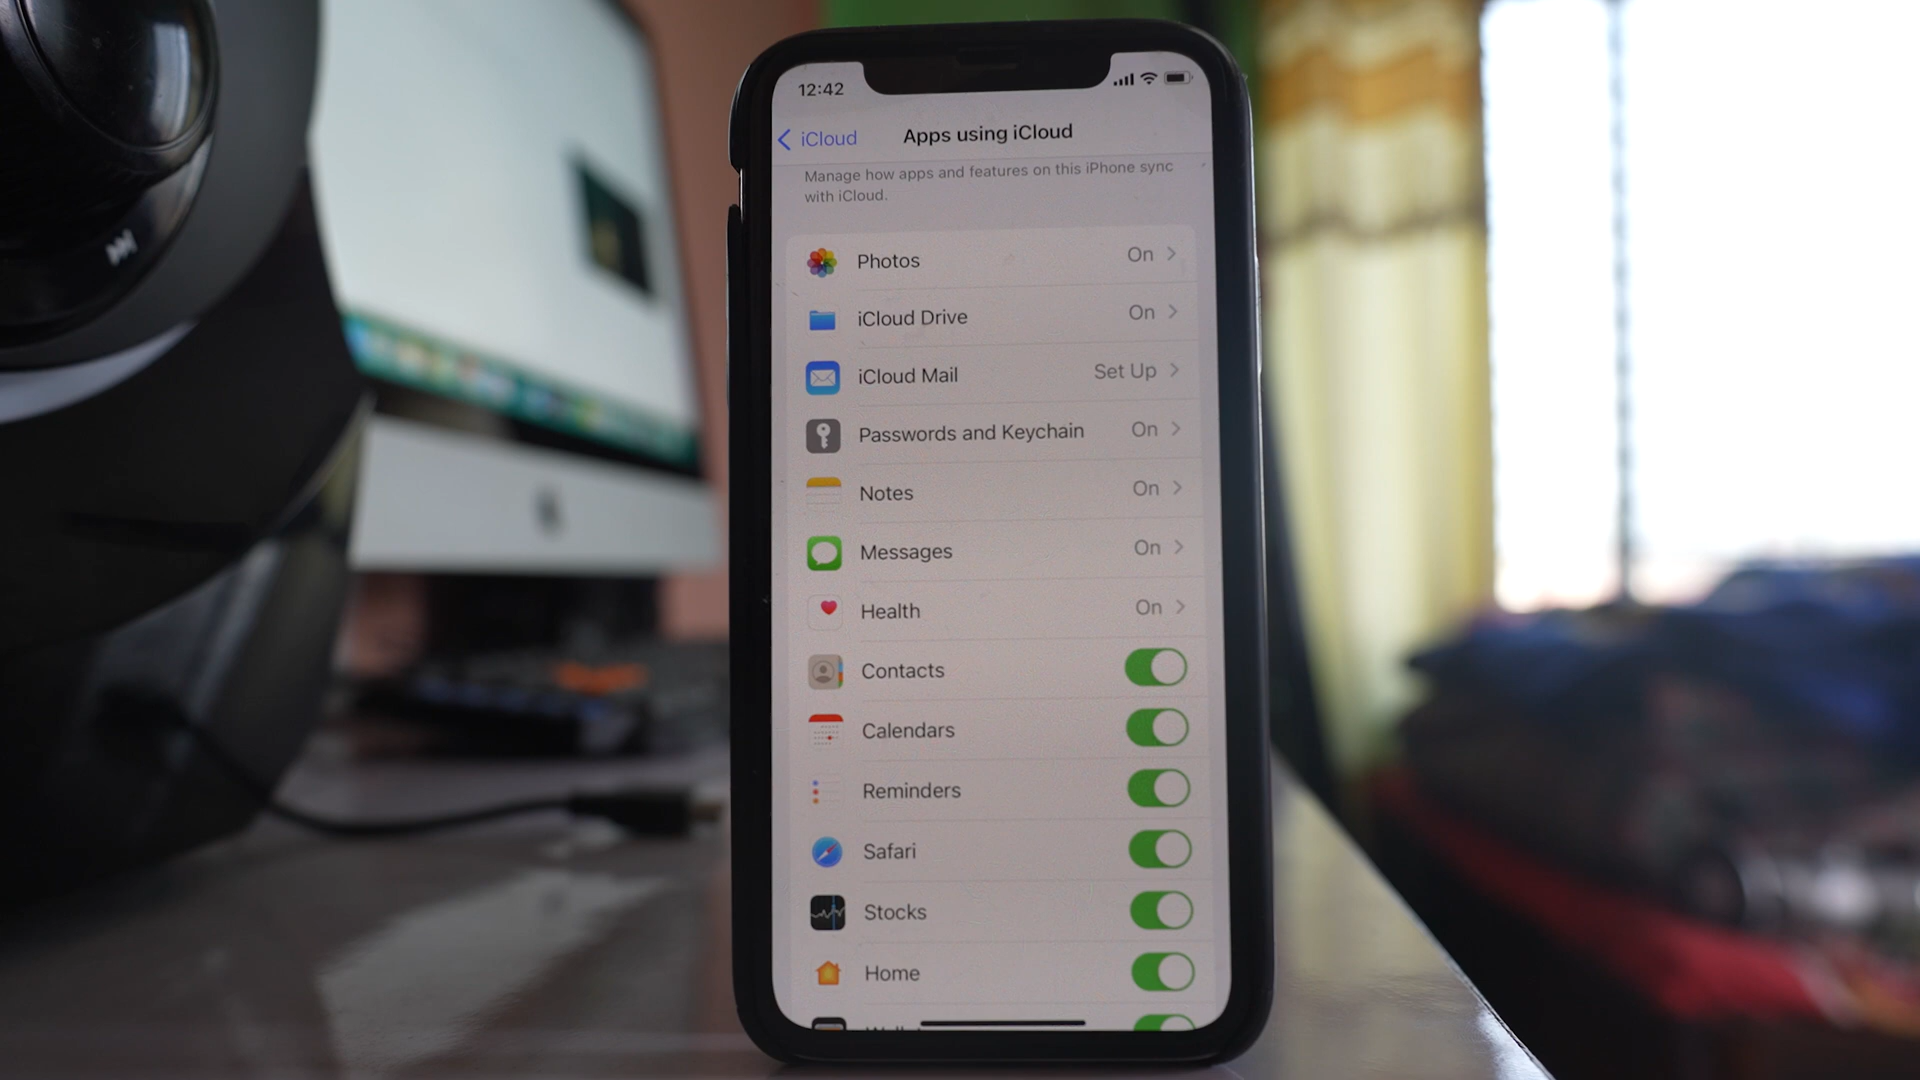 12:42
iCloud
Apps using iCloud
Manage how apps and features on this iPhone sync
with iCloud.
Photos On
iCloud Drive On
iCloud Mail Set Up
Passwords and Keychain On
Notes On
Messages On
Health On
Contacts
Calendars
Reminders
Safari
Stocks
Home